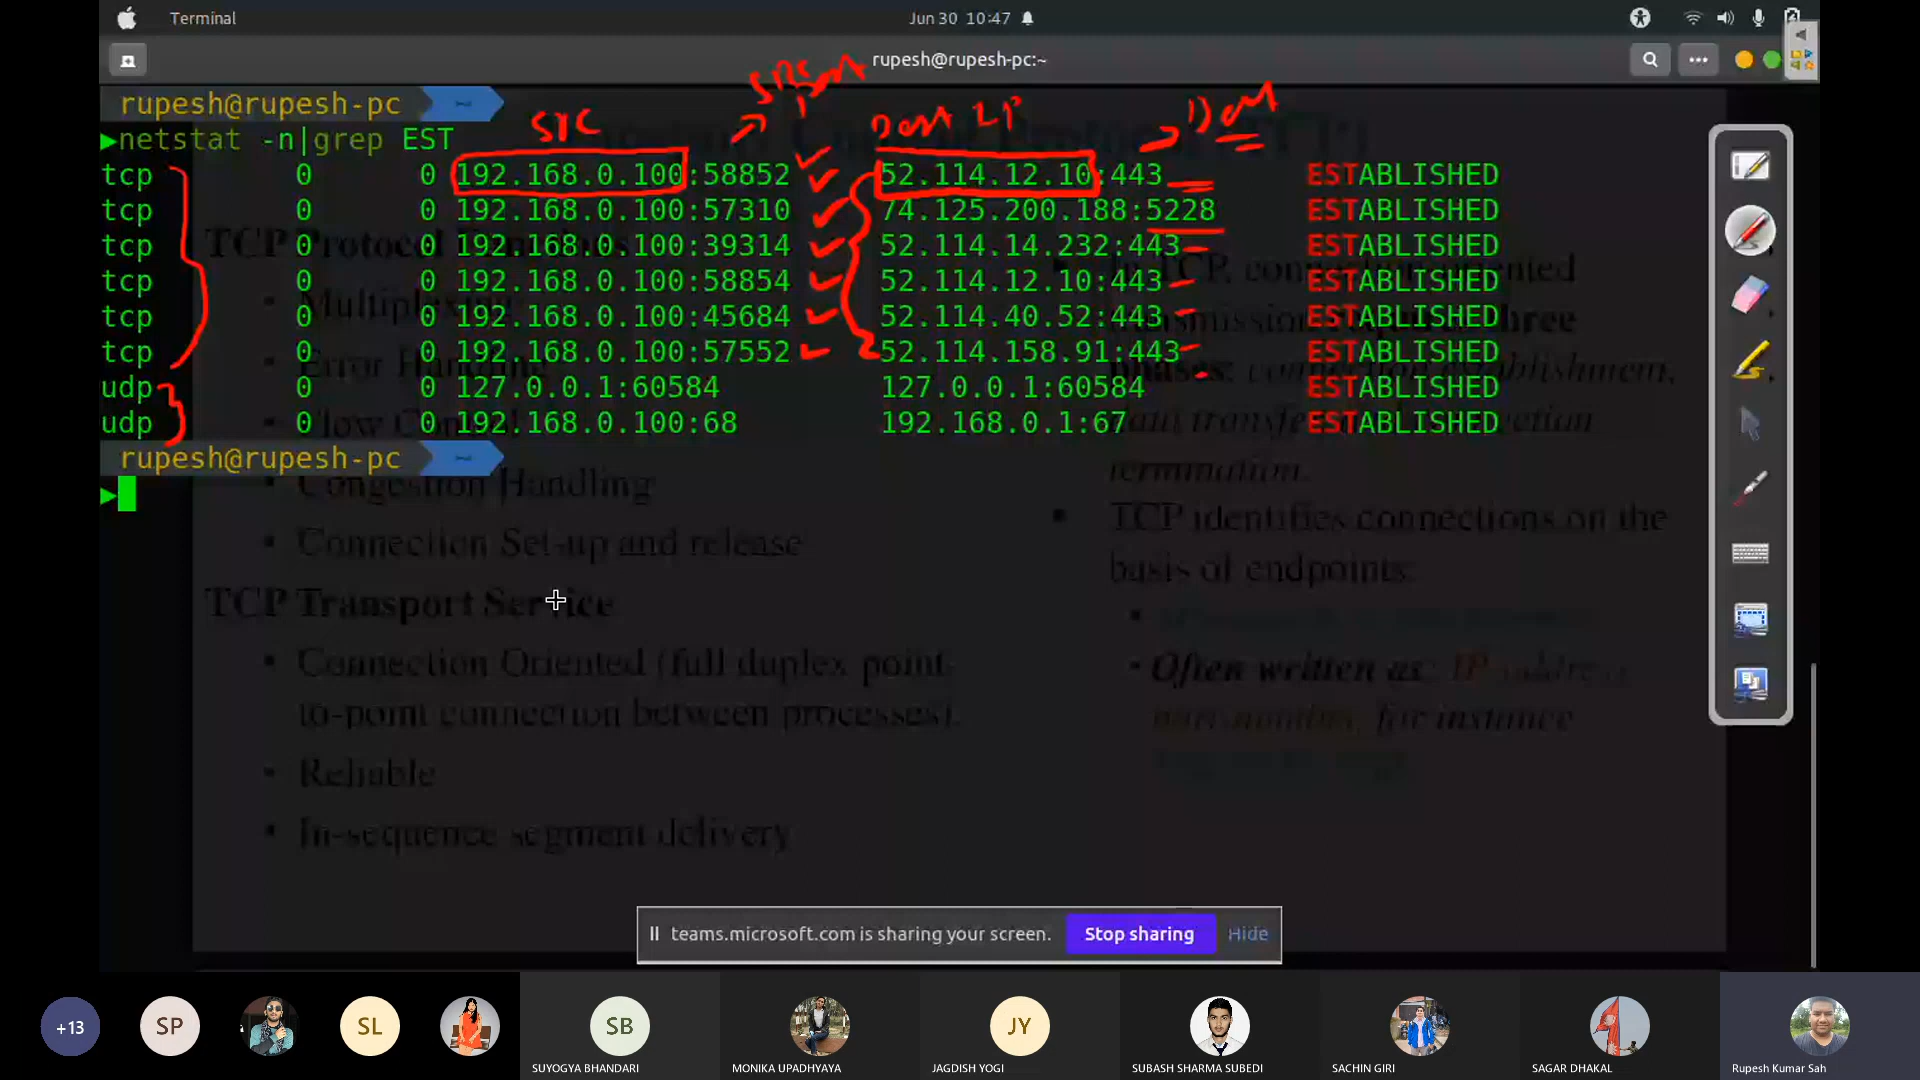 Terminal
Jun 30 10:47
rupesh@rupesh-pc:~
rupesh@rupesh-pc ~
src
Dest IP
netstat -n|grep EST
tcp 0 0 192.168.0.100:58852 52.114.12.10:443 ESTABLISHED
tcp 0 0 192.168.0.100:57310 74.125.200.188:5228 ESTABLISHED
tcp 0 0 192.168.0.100:39314 52.114.14.232:443 ESTABLISHED
tcp 0 0 192.168.0.100:58854 52.114.12.10:443 ESTABLISHED
tcp 0 0 192.168.0.100:45684 52.114.40.52:443 ESTABLISHED
tcp 0 0 192.168.0.100:57552 52.114.158.91:443 ESTABLISHED
udp 0 0 127.0.0.1:60584 127.0.0.1:60584 ESTABLISHED
udp 0 0 192.168.0.100:68 192.168.0.1:67 ESTABLISHED
rupesh@rupesh-pc ~
Congestion Handling
Connection Set-up and release
TCP Transport Service
Connection Oriented (full duplex point-
to-point connection between processes).
Reliable
In-sequence segment delivery
termination.
TCP identifies connections on the
basis of endpoints:
Often written as: IP
for instance
teams.microsoft.com is sharing your screen. Stop sharing Hide
+13 SP SL SB JY
SUYOGYA BHANDARI MONIKA UPADHYAYA JAGDISH YOGI SUBASH SHARMA SUBEDI SACHIN GIRI SAGAR DHAKAL Rupesh Kumar Sah